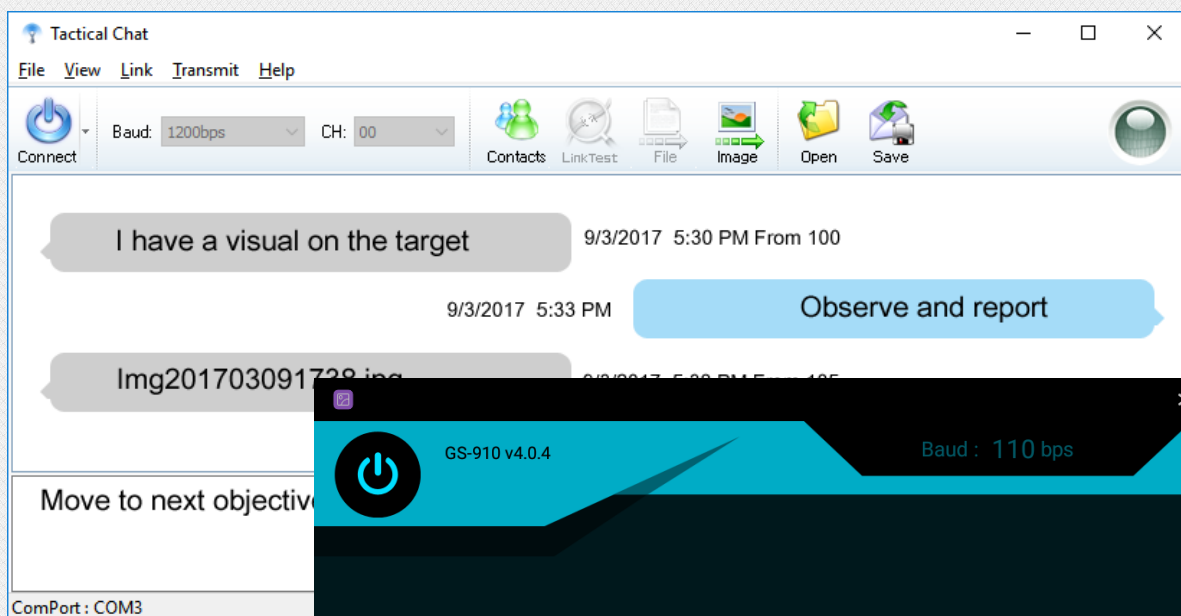 Tactical Chat
File View Link Transmit Help
Baud: 1200bps CH: 00
Connect Contacts LinkTest File Image Open Save
I have a visual on the target 9/3/2017 5:30 PM From 100
9/3/2017 5:33 PM Observe and report
Img201703091738.jpg
GS-910 v4.0.4 Baud : 110 bps
Move to next objective
ComPort : COM3